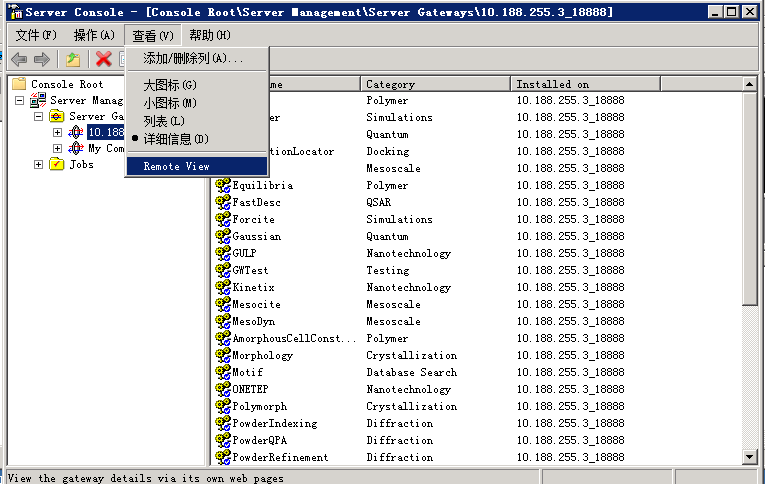 Server Console - [Console Root\Server Management\Server Gateways\10.188.255.3_18888]
文件(F) 操作(A) 查看(V) 帮助(H)
添加/删除列(A)...
大图标(G)
小图标(M)
列表(L)
详细信息(D)
Remote View
Console Root
Server Manag
Server Ga
10.188
My Com
Jobs
me Category Installed on
Polymer 10.188.255.3_18888
er Simulations 10.188.255.3_18888
Quantum 10.188.255.3_18888
tionLocator Docking 10.188.255.3_18888
Mesoscale 10.188.255.3_18888
Equilibria Polymer 10.188.255.3_18888
FastDesc QSAR 10.188.255.3_18888
Forcite Simulations 10.188.255.3_18888
Gaussian Quantum 10.188.255.3_18888
GULP Nanotechnology 10.188.255.3_18888
GWTest Testing 10.188.255.3_18888
Kinetix Nanotechnology 10.188.255.3_18888
Mesocite Mesoscale 10.188.255.3_18888
MesoDyn Mesoscale 10.188.255.3_18888
AmorphousCellConst... Polymer 10.188.255.3_18888
Morphology Crystallization 10.188.255.3_18888
Motif Database Search 10.188.255.3_18888
ONETEP Nanotechnology 10.188.255.3_18888
Polymorph Crystallization 10.188.255.3_18888
PowderIndexing Diffraction 10.188.255.3_18888
PowderQPA Diffraction 10.188.255.3_18888
PowderRefinement Diffraction 10.188.255.3_18888
View the gateway details via its own web pages